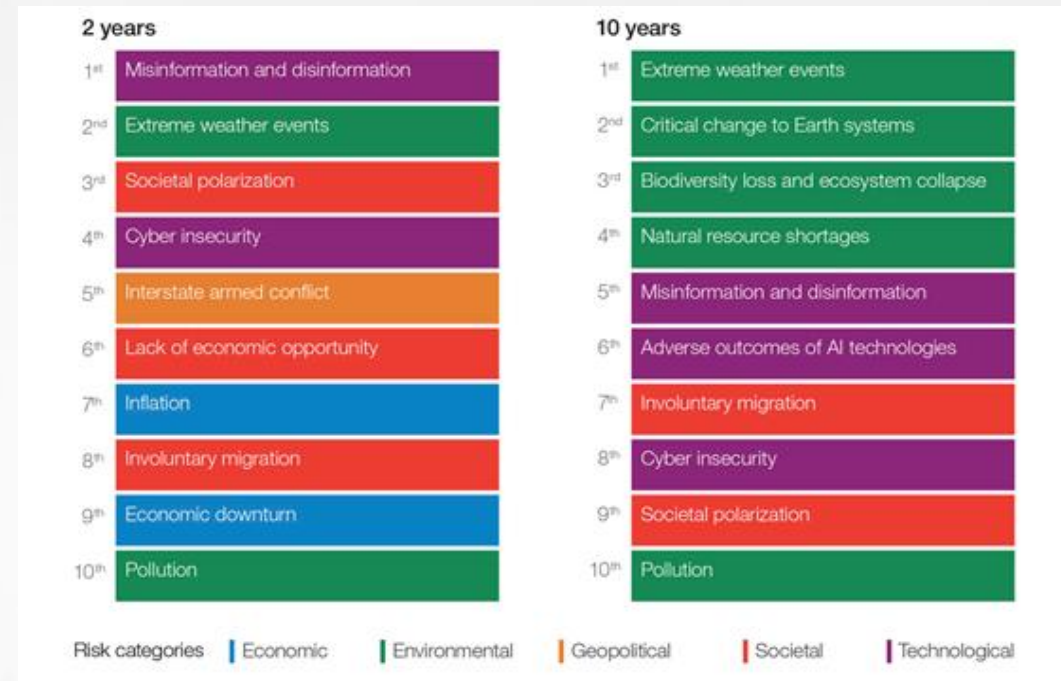 2 years
1st Misinformation and disinformation
2nd Extreme weather events
3rd Societal polarization
4th Cyber insecurity
5th Interstate armed conflict
6th Lack of economic opportunity
7th Inflation
8th Involuntary migration
9th Economic downturn
10th Pollution
10 years
1st Extreme weather events
2nd Critical change to Earth systems
3rd Biodiversity loss and ecosystem collapse
4th Natural resource shortages
5th Misinformation and disinformation
6th Adverse outcomes of AI technologies
7th Involuntary migration
8th Cyber insecurity
9th Societal polarization
10th Pollution
Risk categories Economic Environmental Geopolitical Societal Technological